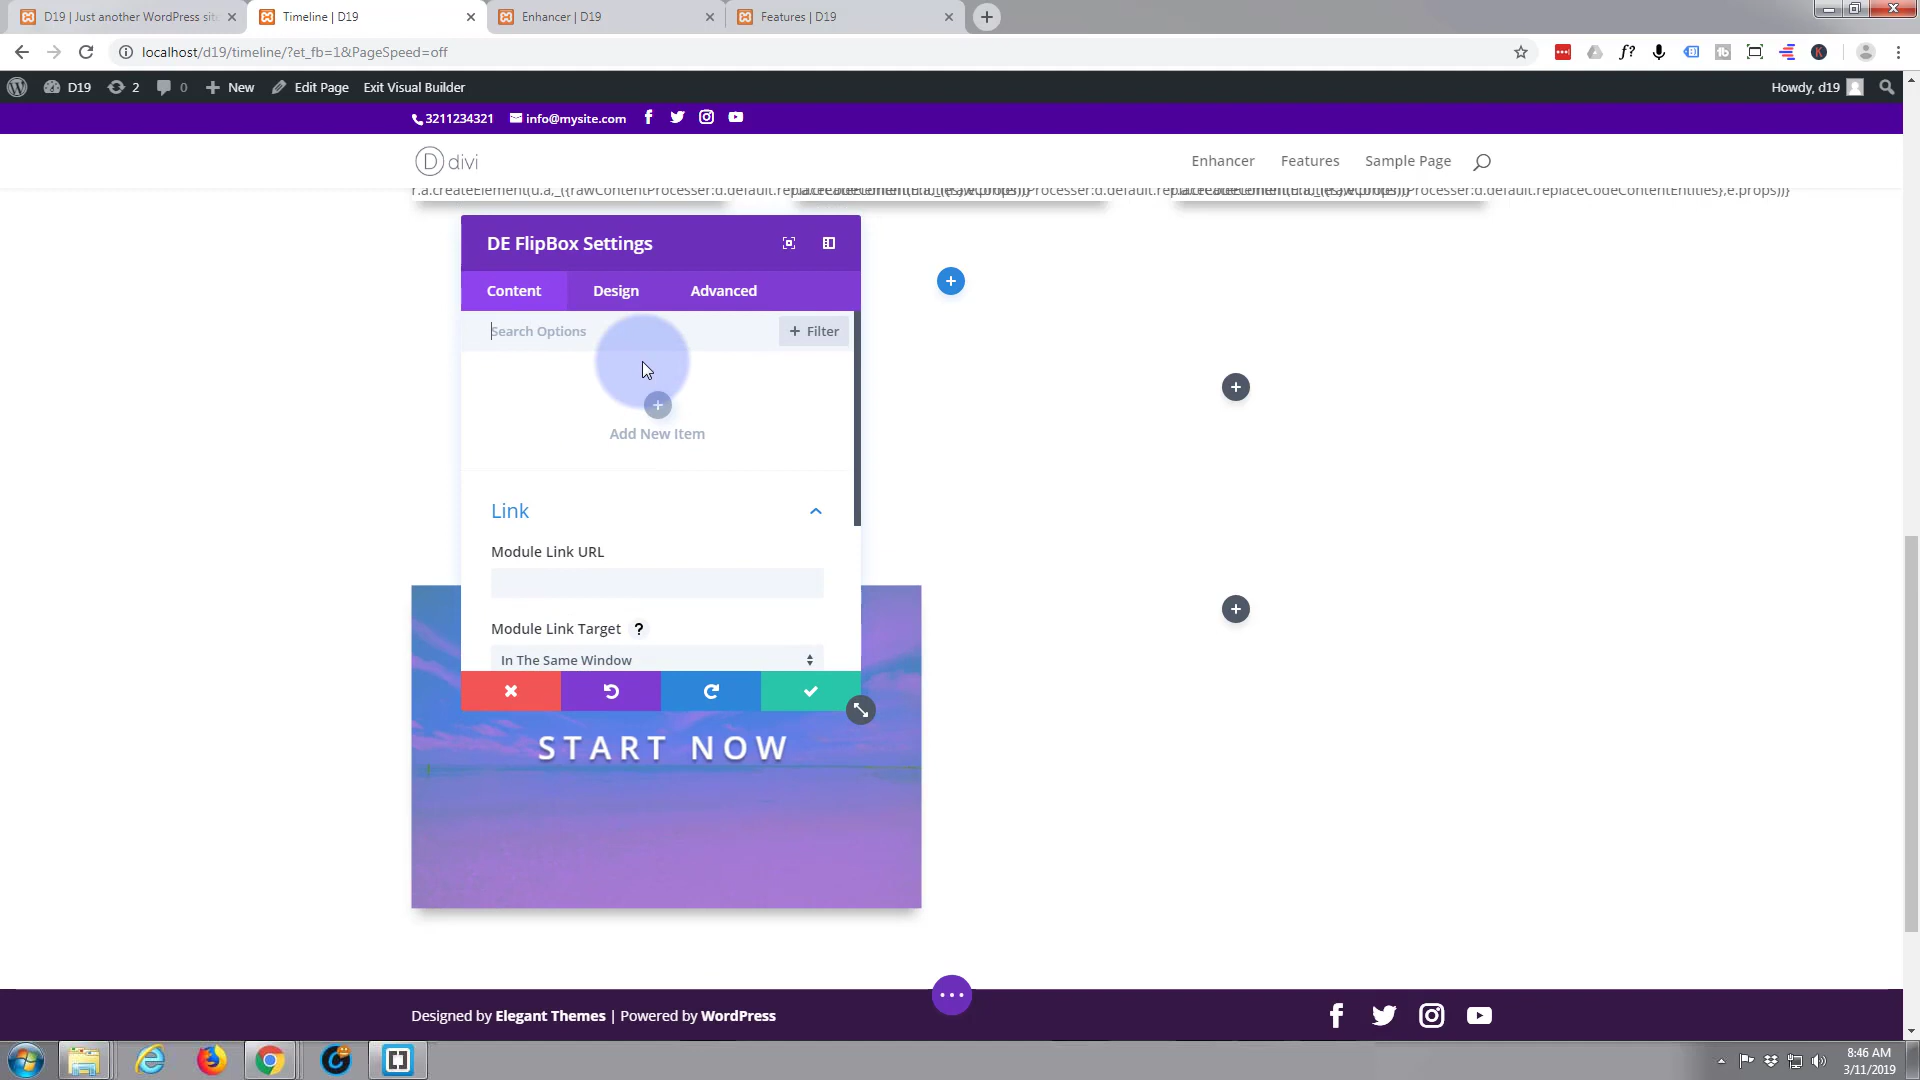 D19 | Just another WordPress sit
Timeline | D19
Enhancer | D19
Features | D19
localhost/d19/timeline/?et_fb=1&PageSpeed=off
D19
2
0
New
Edit Page
Exit Visual Builder
Howdy, d19
3211234321
info@mysite.com
D divi
Enhancer
Features
Sample Page
DE FlipBox Settings
Content
Design
Advanced
Search Options
+ Filter
Add New Item
Link
Module Link URL
Module Link Target ?
In The Same Window
START NOW
Designed by Elegant Themes | Powered by WordPress
8:46 AM
3/11/2019